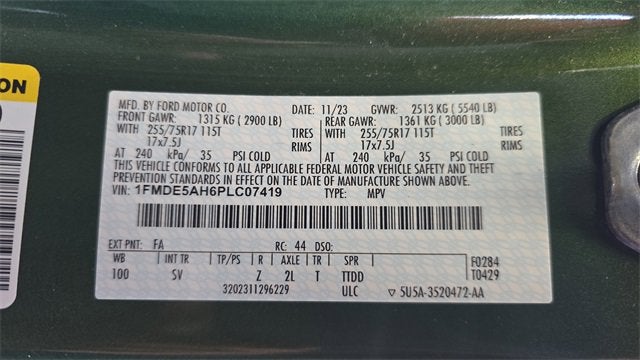 ON
MFD. BY FORD MOTOR CO. DATE: 11/23 GVWR: 2513 KG ( 5540 LB)
FRONT GAWR: 1315 KG ( 2900 LB) REAR GAWR: 1361 KG ( 3000 LB)
WITH 255/75R17 115T TIRES WITH 255/75R17 115T TIRES
17x7.5J RIMS 17x7.5J RIMS
AT 240 kPa/ 35 PSI COLD AT 240 kPa/ 35 PSI COLD
THIS VEHICLE CONFORMS TO ALL APPLICABLE FEDERAL MOTOR VEHICLE SAFETY AND THEFT
PREVENTION STANDARDS IN EFFECT ON THE DATE OF MANUFACTURE SHOWN ABOVE.
VIN: 1FMDE5AH6PLC07419 TYPE: MPV
EXT PNT: FA RC: 44 DSO:
WB INT TR TP/PS R AXLE TR SPR F0284
100 SV Z 2L T TTDD T0429
3202311296229 ULC ▽ 5U5A-3520472-AA